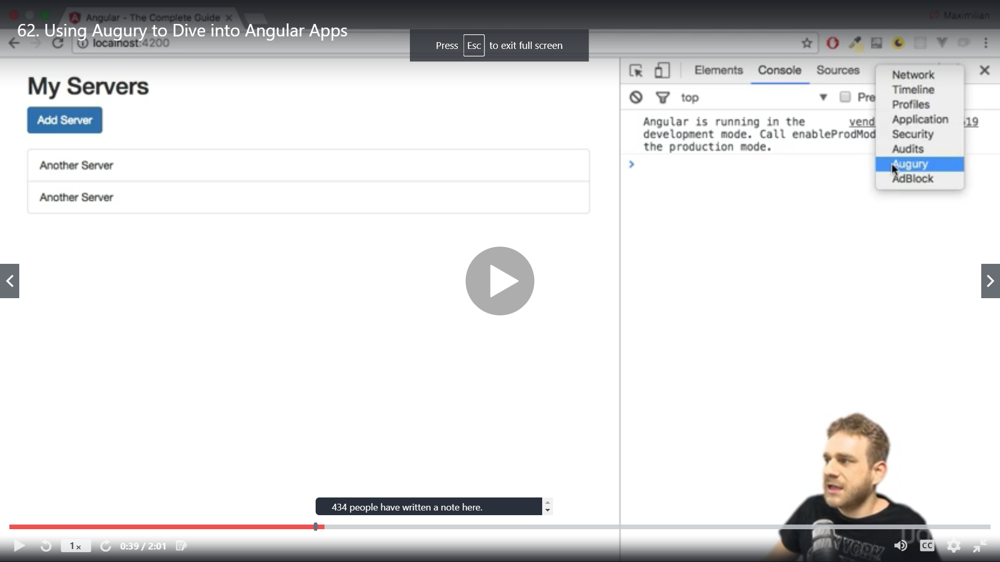 Angular - The Complete Guide
Maximilian
62. Using Augury to Dive into Angular Apps
localhost:4200
Press Esc to exit full screen
My Servers
Add Server
Another Server
Another Server
Elements Console Sources
top
Pre
Angular is running in the vend
:19
development mode. Call enableProdMod
the production mode.
Network
Timeline
Profiles
Application
Security
Audits
Augury
AdBlock
434 people have written a note here.
1x
0:39 / 2:01
CC
YORK